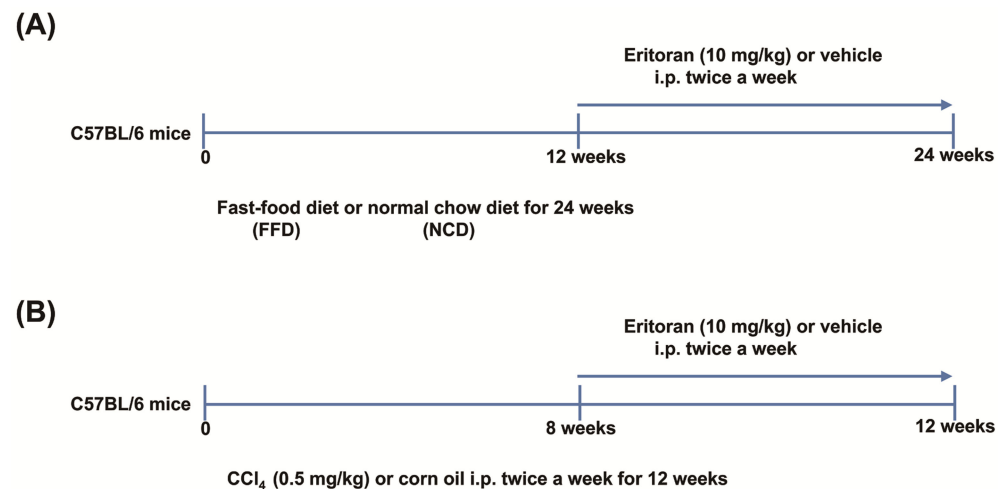 (A)
Eritoran (10 mg/kg) or vehicle
i.p. twice a week
C57BL/6 mice
0
12 weeks
24 weeks
Fast-food diet or normal chow diet for 24 weeks
(FFD) (NCD)
(B)
Eritoran (10 mg/kg) or vehicle
i.p. twice a week
C57BL/6 mice
0
8 weeks
12 weeks
CCl₄ (0.5 mg/kg) or corn oil i.p. twice a week for 12 weeks